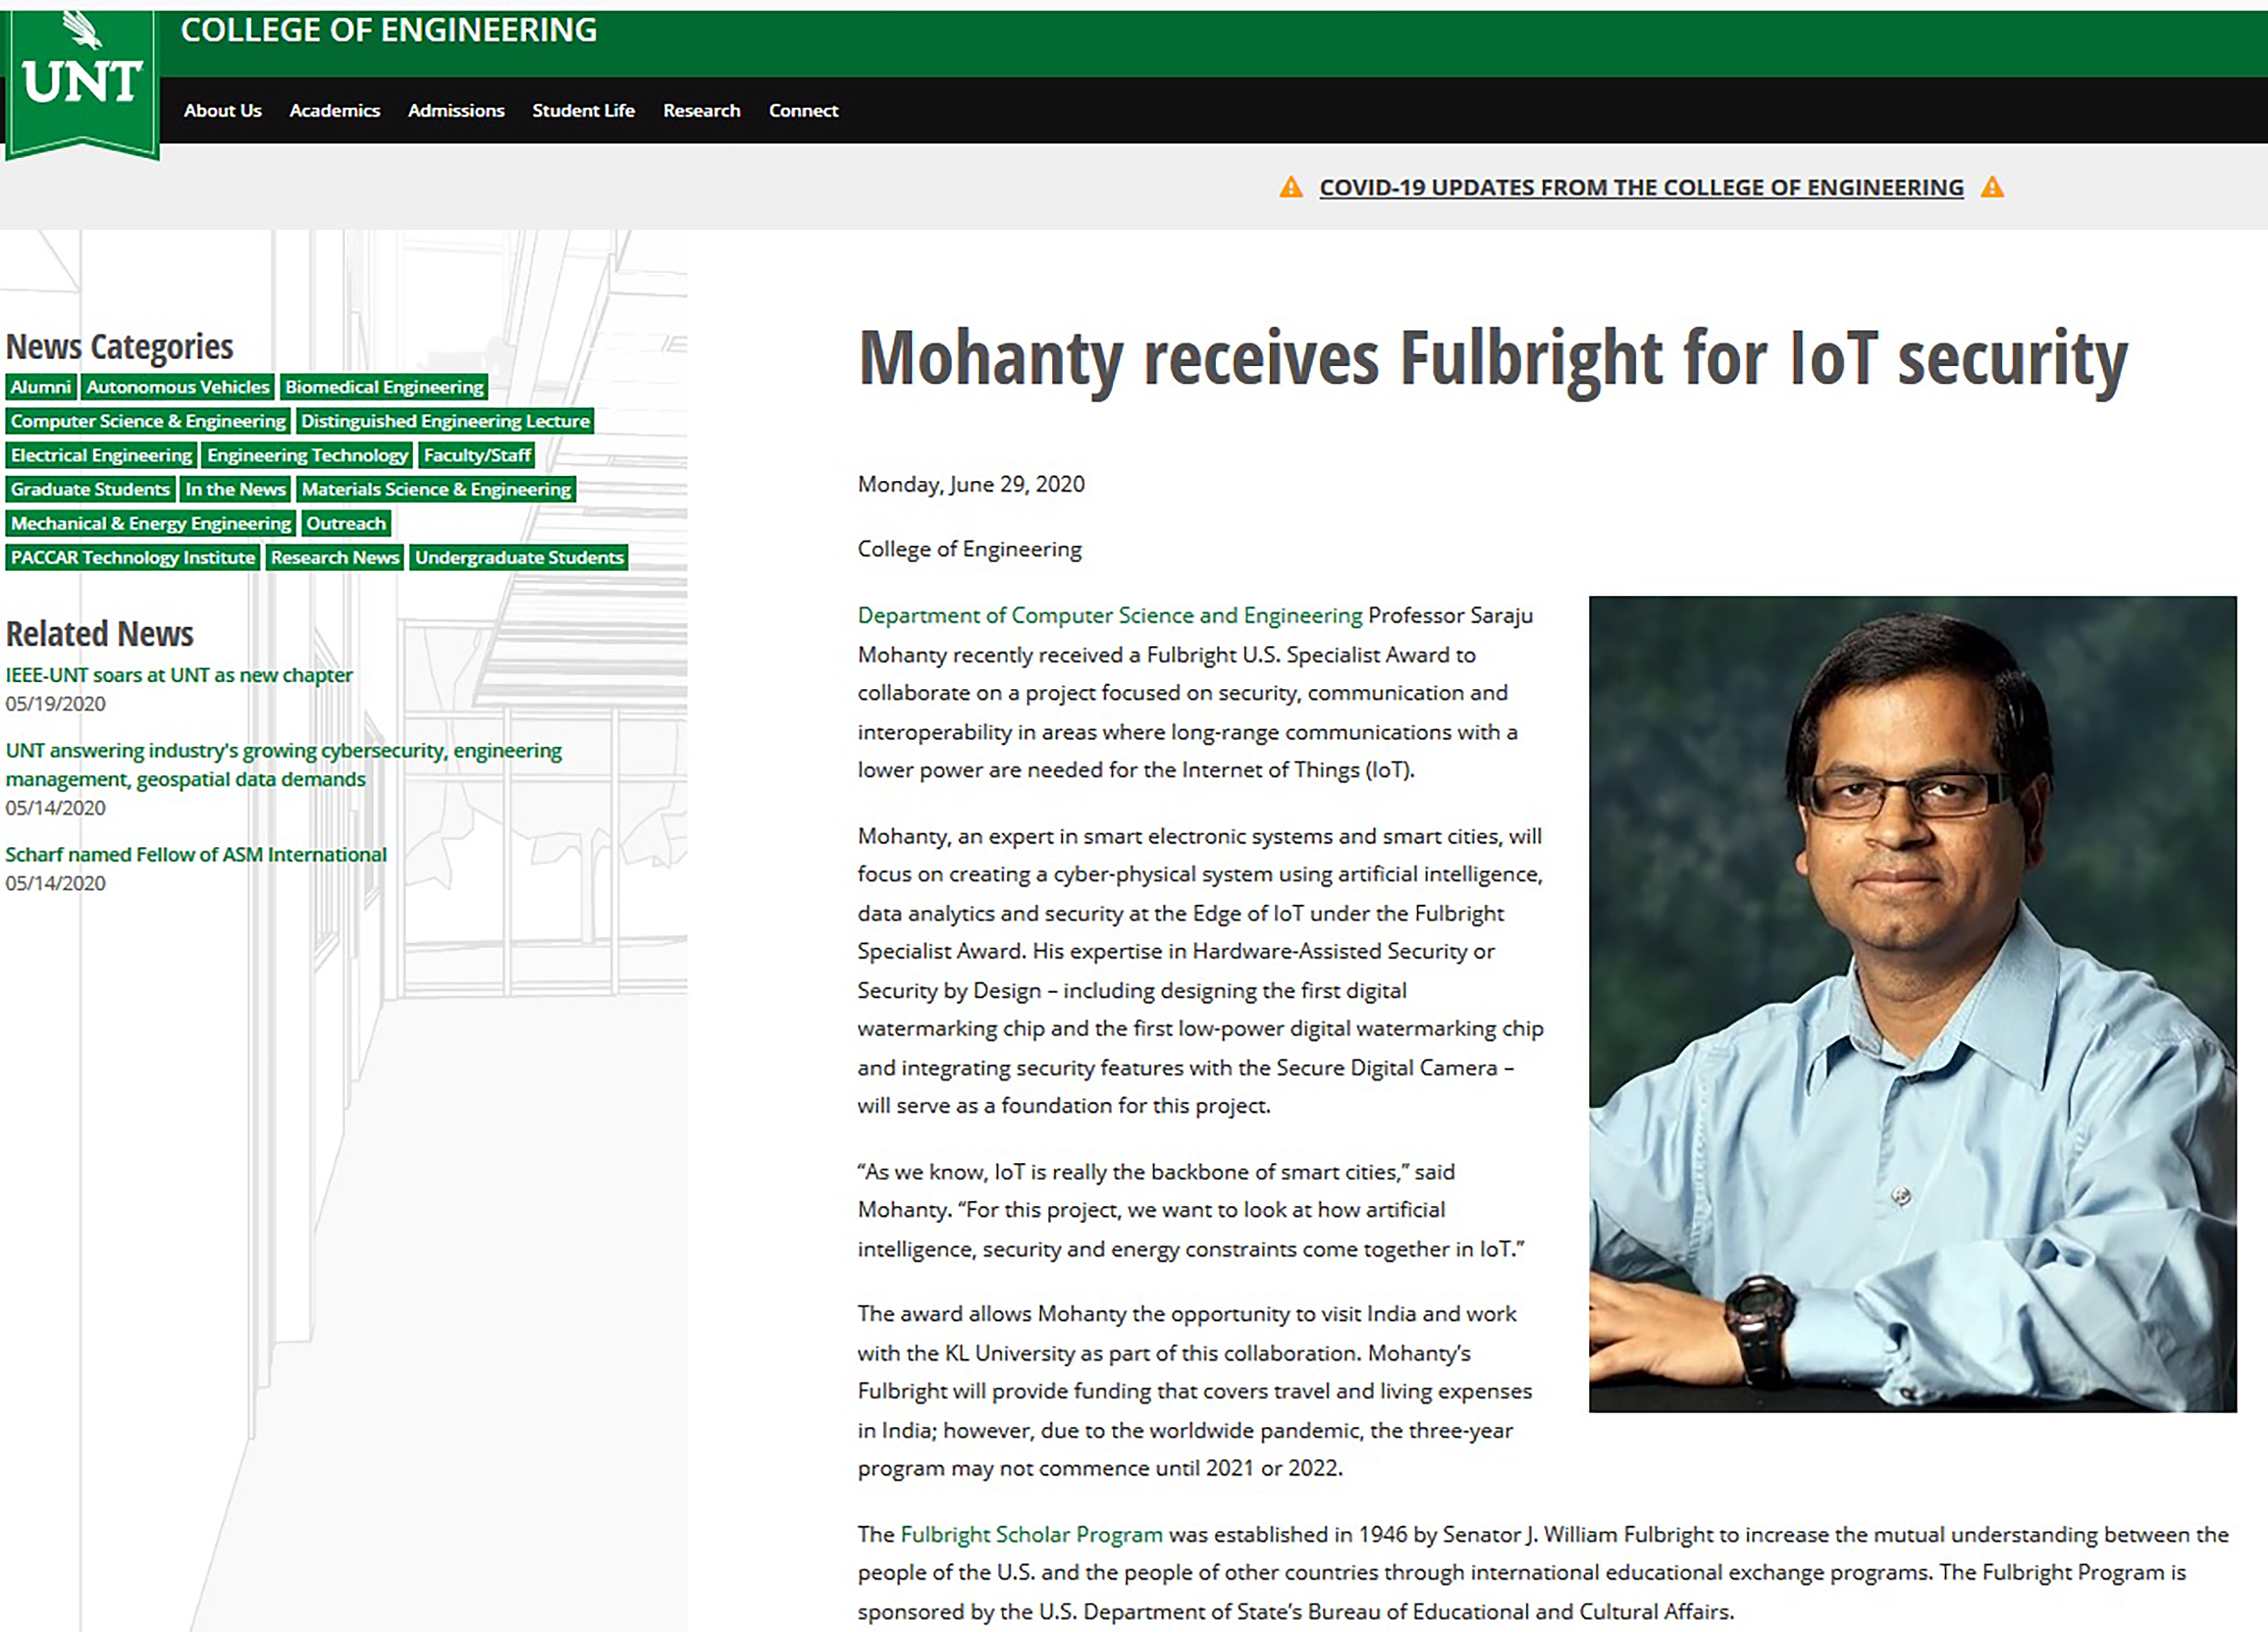 COLLEGE OF ENGINEERING
UNT
About Us Academics Admissions Student Life Research Connect
COVID-19 UPDATES FROM THE COLLEGE OF ENGINEERING
News Categories
Alumni Autonomous Vehicles Biomedical Engineering
Computer Science & Engineering Distinguished Engineering Lecture
Electrical Engineering Engineering Technology Faculty/Staff
Graduate Students In the News Materials Science & Engineering
Mechanical & Energy Engineering Outreach
PACCAR Technology Institute Research News Undergraduate Students
Related News
IEEE-UNT soars at UNT as new chapter
05/19/2020
UNT answering industry's growing cybersecurity, engineering
management, geospatial data demands
05/14/2020
Scharf named Fellow of ASM International
05/14/2020
Mohanty receives Fulbright for IoT security
Monday, June 29, 2020
College of Engineering
Department of Computer Science and Engineering Professor Saraju
Mohanty recently received a Fulbright U.S. Specialist Award to
collaborate on a project focused on security, communication and
interoperability in areas where long-range communications with a
lower power are needed for the Internet of Things (IoT).
Mohanty, an expert in smart electronic systems and smart cities, will
focus on creating a cyber-physical system using artificial intelligence,
data analytics and security at the Edge of IoT under the Fulbright
Specialist Award. His expertise in Hardware-Assisted Security or
Security by Design – including designing the first digital
watermarking chip and the first low-power digital watermarking chip
and integrating security features with the Secure Digital Camera –
will serve as a foundation for this project.
“As we know, IoT is really the backbone of smart cities,” said
Mohanty. “For this project, we want to look at how artificial
intelligence, security and energy constraints come together in IoT.”
The award allows Mohanty the opportunity to visit India and work
with the KL University as part of this collaboration. Mohanty’s
Fulbright will provide funding that covers travel and living expenses
in India; however, due to the worldwide pandemic, the three-year
program may not commence until 2021 or 2022.
The Fulbright Scholar Program was established in 1946 by Senator J. William Fulbright to increase the mutual understanding between the
people of the U.S. and the people of other countries through international educational exchange programs. The Fulbright Program is
sponsored by the U.S. Department of State’s Bureau of Educational and Cultural Affairs.